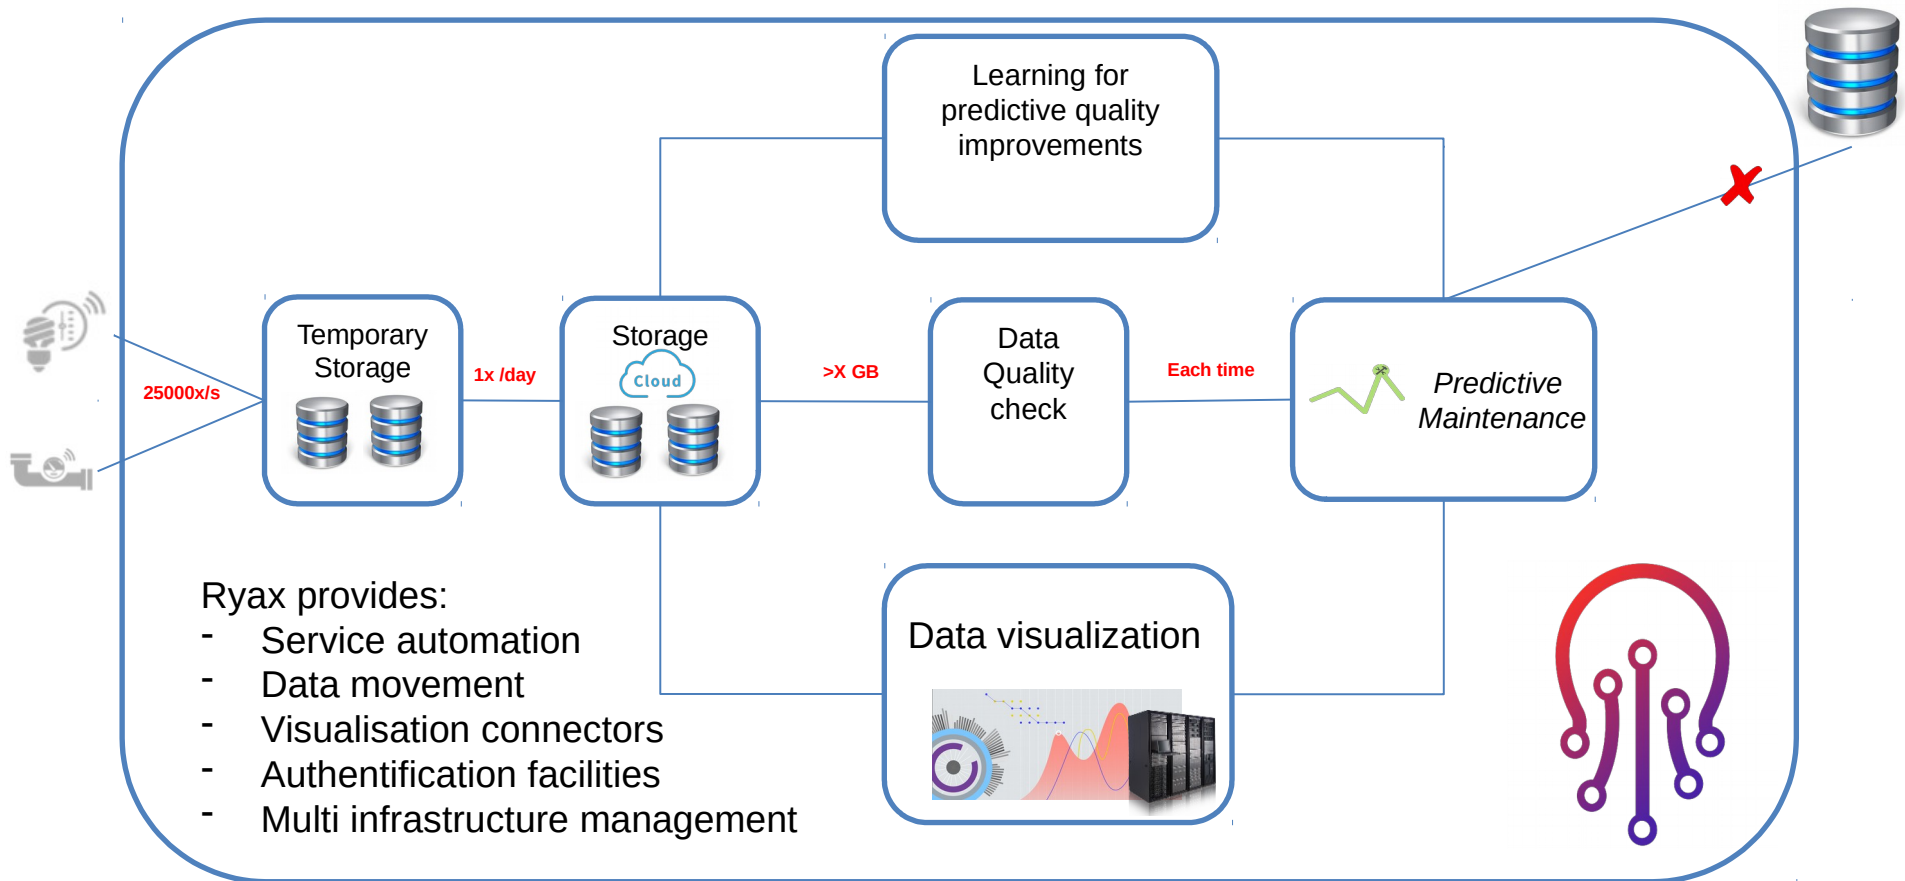 Learning for
predictive quality
improvements
Temporary
Storage
Storage
Cloud
Data
Quality
check
Predictive
Maintenance
25000x/s
1x /day
>X GB
Each time
Ryax provides:
- Service automation
- Data movement
- Visualisation connectors
- Authentification facilities
- Multi infrastructure management
Data visualization